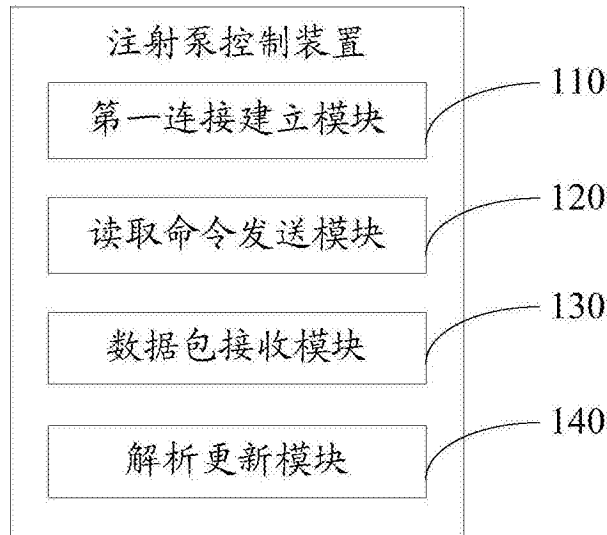 注射泵控制装置
第一连接建立模块
110
读取命令发送模块
120
数据包接收模块
130
解析更新模块
140